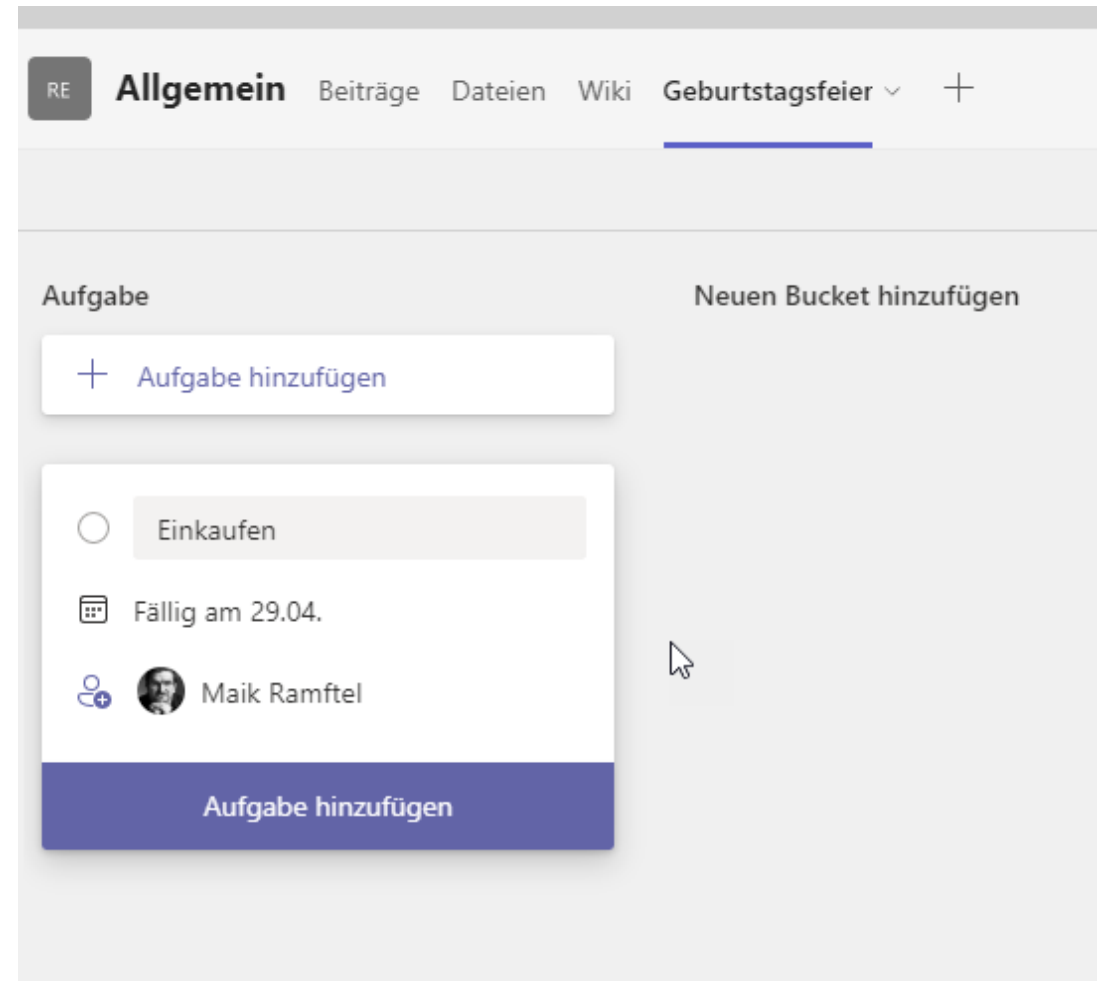 RE Allgemein Beiträge Dateien Wiki Geburtstagsfeier
Aufgabe
Neuen Bucket hinzufügen
Aufgabe hinzufügen
Einkaufen
Fällig am 29.04.
Maik Ramftel
Aufgabe hinzufügen